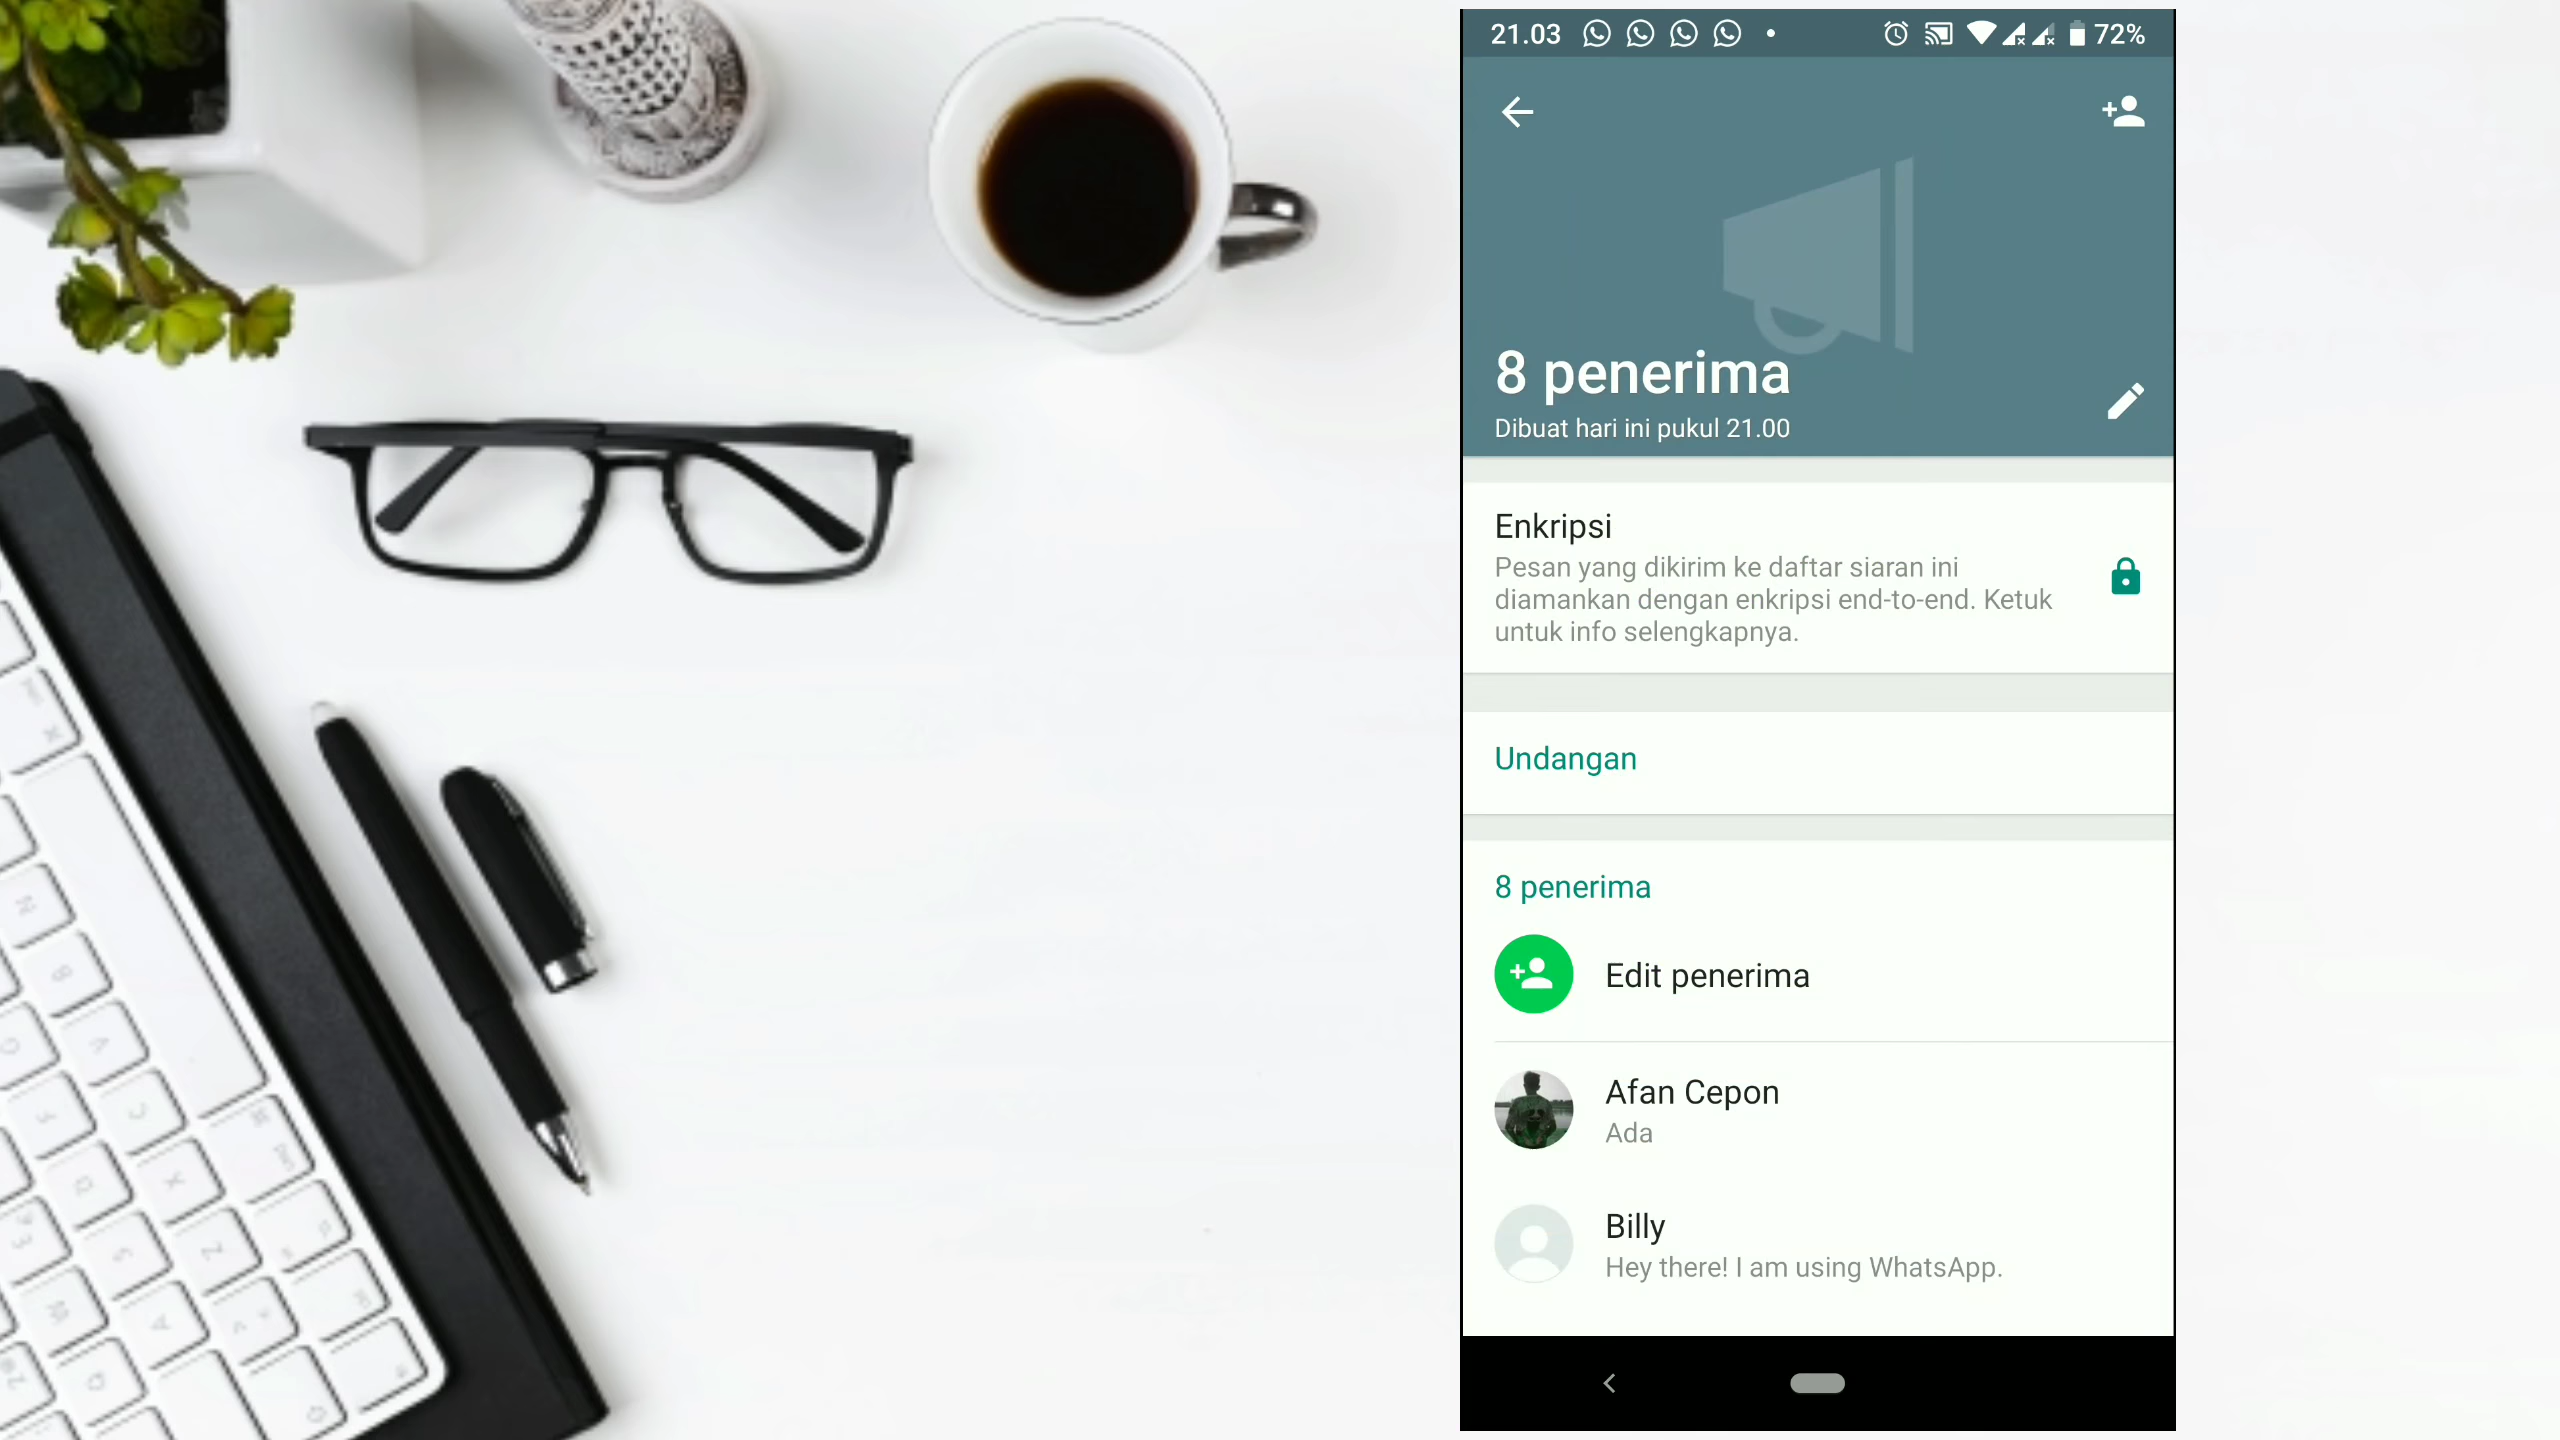 21.03
72%
8 penerima
Dibuat hari ini pukul 21.00
Enkripsi
Pesan yang dikirim ke daftar siaran ini
diamankan dengan enkripsi end-to-end. Ketuk
untuk info selengkapnya.
Undangan
8 penerima
Edit penerima
Afan Cepon
Ada
Billy
Hey there! I am using WhatsApp.